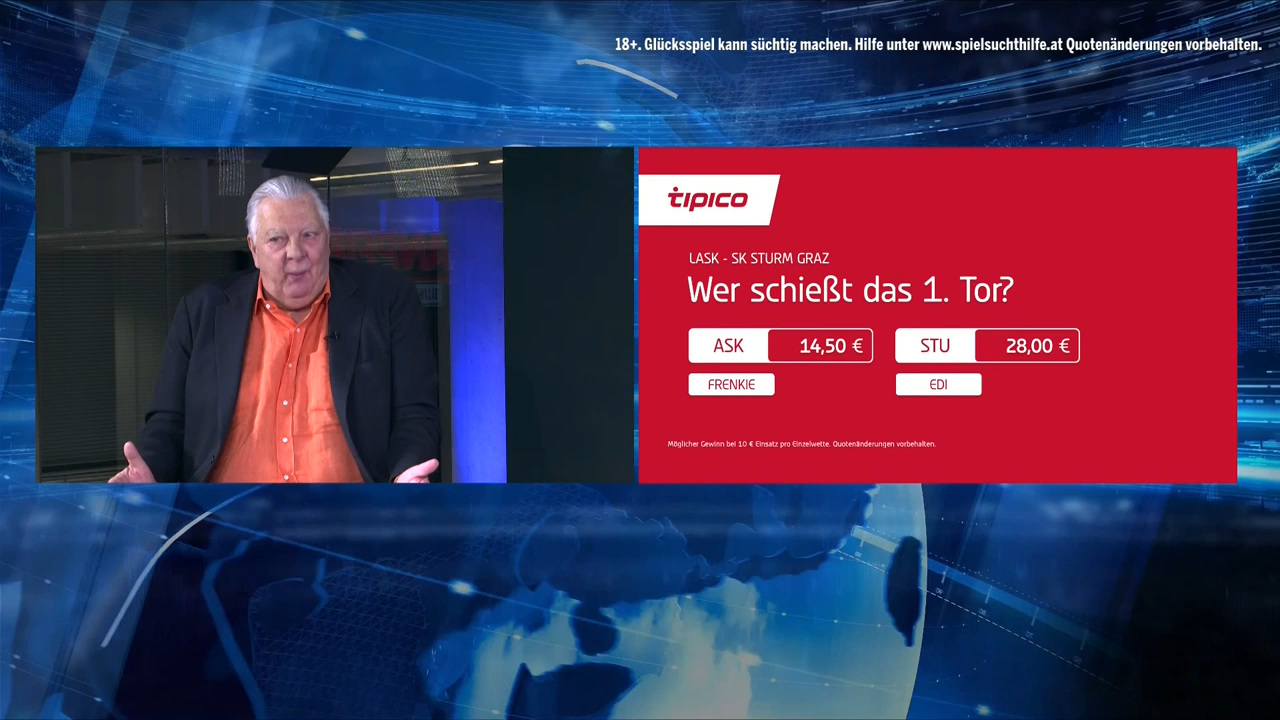 18+. Glücksspiel kann süchtig machen. Hilfe unter www.spielsuchthilfe.at Quotenänderungen vorbehalten.
tipico
LASK - SK STURM GRAZ
Wer schießt das 1. Tor?
ASK 14,50 € STU 28,00 €
FRENKIE EDI
Möglicher Gewinn bei 10 € Einsatz pro Einzelwette. Quotenänderungen vorbehalten.